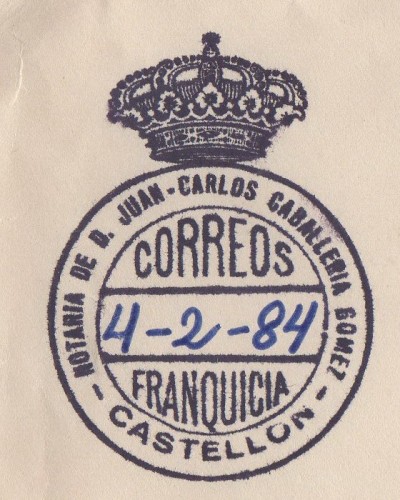 NOTARIA DE D. JUAN-CARLOS CABALLERIA GOMEZ
CORREOS
4-2-84
FRANQUICIA
- CASTELLON -